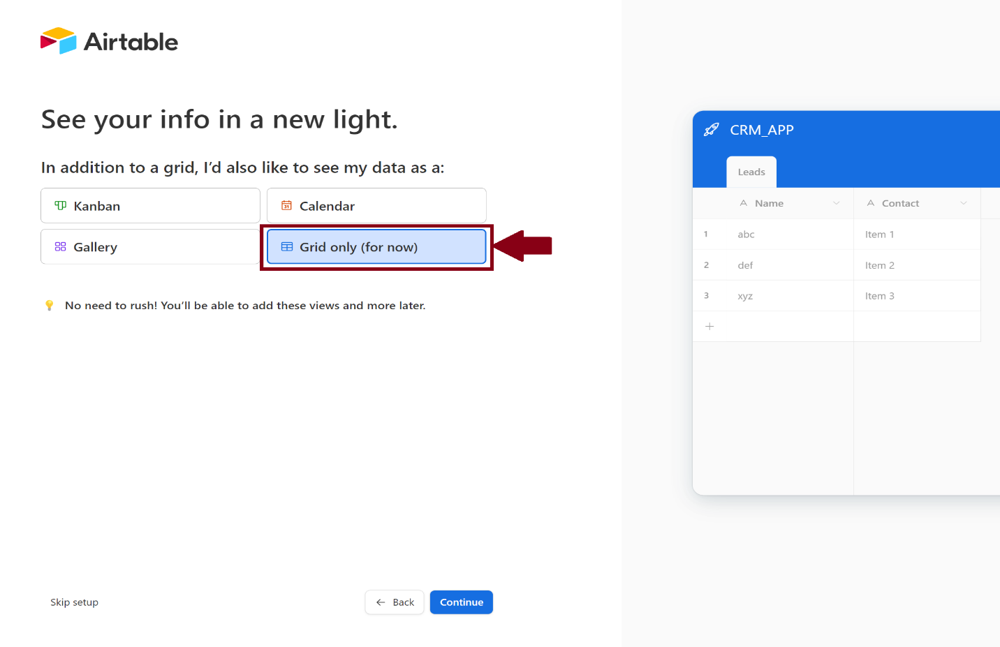 Airtable
See your info in a new light.
In addition to a grid, I’d also like to see my data as a:
Kanban
31
Calendar
Gallery
Grid only (for now)
No need to rush! You’ll be able to add these views and more later.
Skip setup
← Back
Continue
CRM_APP
Leads
A Name
A Contact
1 abc Item 1
2 def Item 2
3 xyz Item 3
+